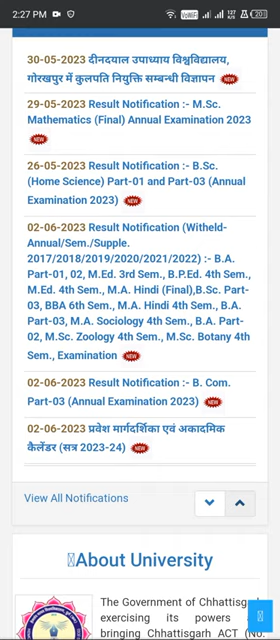 2:27 PM
VoWiFi
127 K/S
20
30-05-2023 दीनदयाल उपाध्याय विश्वविद्यालय,
गोरखपुर में कुलपति नियुक्ति सम्बन्धी विज्ञापन NEW
29-05-2023 Result Notification :- M.Sc.
Mathematics (Final) Annual Examination 2023
NEW
26-05-2023 Result Notification :- B.Sc.
(Home Science) Part-01 and Part-03 (Annual
Examination 2023) NEW
02-06-2023 Result Notification (Witheld-
Annual/Sem./Supple.
2017/2018/2019/2020/2021/2022) :- B.A.
Part-01, 02, M.Ed. 3rd Sem., B.P.Ed. 4th Sem.,
M.Ed. 4th Sem., M.A. Hindi (Final),B.Sc. Part-
03, BBA 6th Sem., M.A. Hindi 4th Sem., B.A.
Part-03, M.A. Sociology 4th Sem., B.A. Part-
02, M.Sc. Zoology 4th Sem., M.Sc. Botany 4th
Sem., Examination NEW
02-06-2023 Result Notification :- B. Com.
Part-03 (Annual Examination 2023) NEW
02-06-2023 प्रवेश मार्गदर्शिका एवं अकादमिक
कैलेंडर (सत्र 2023-24) NEW
View All Notifications
About University
The Government of Chhattisgarh
exercising its powers
bringing Chhattisgarh ACT (No.